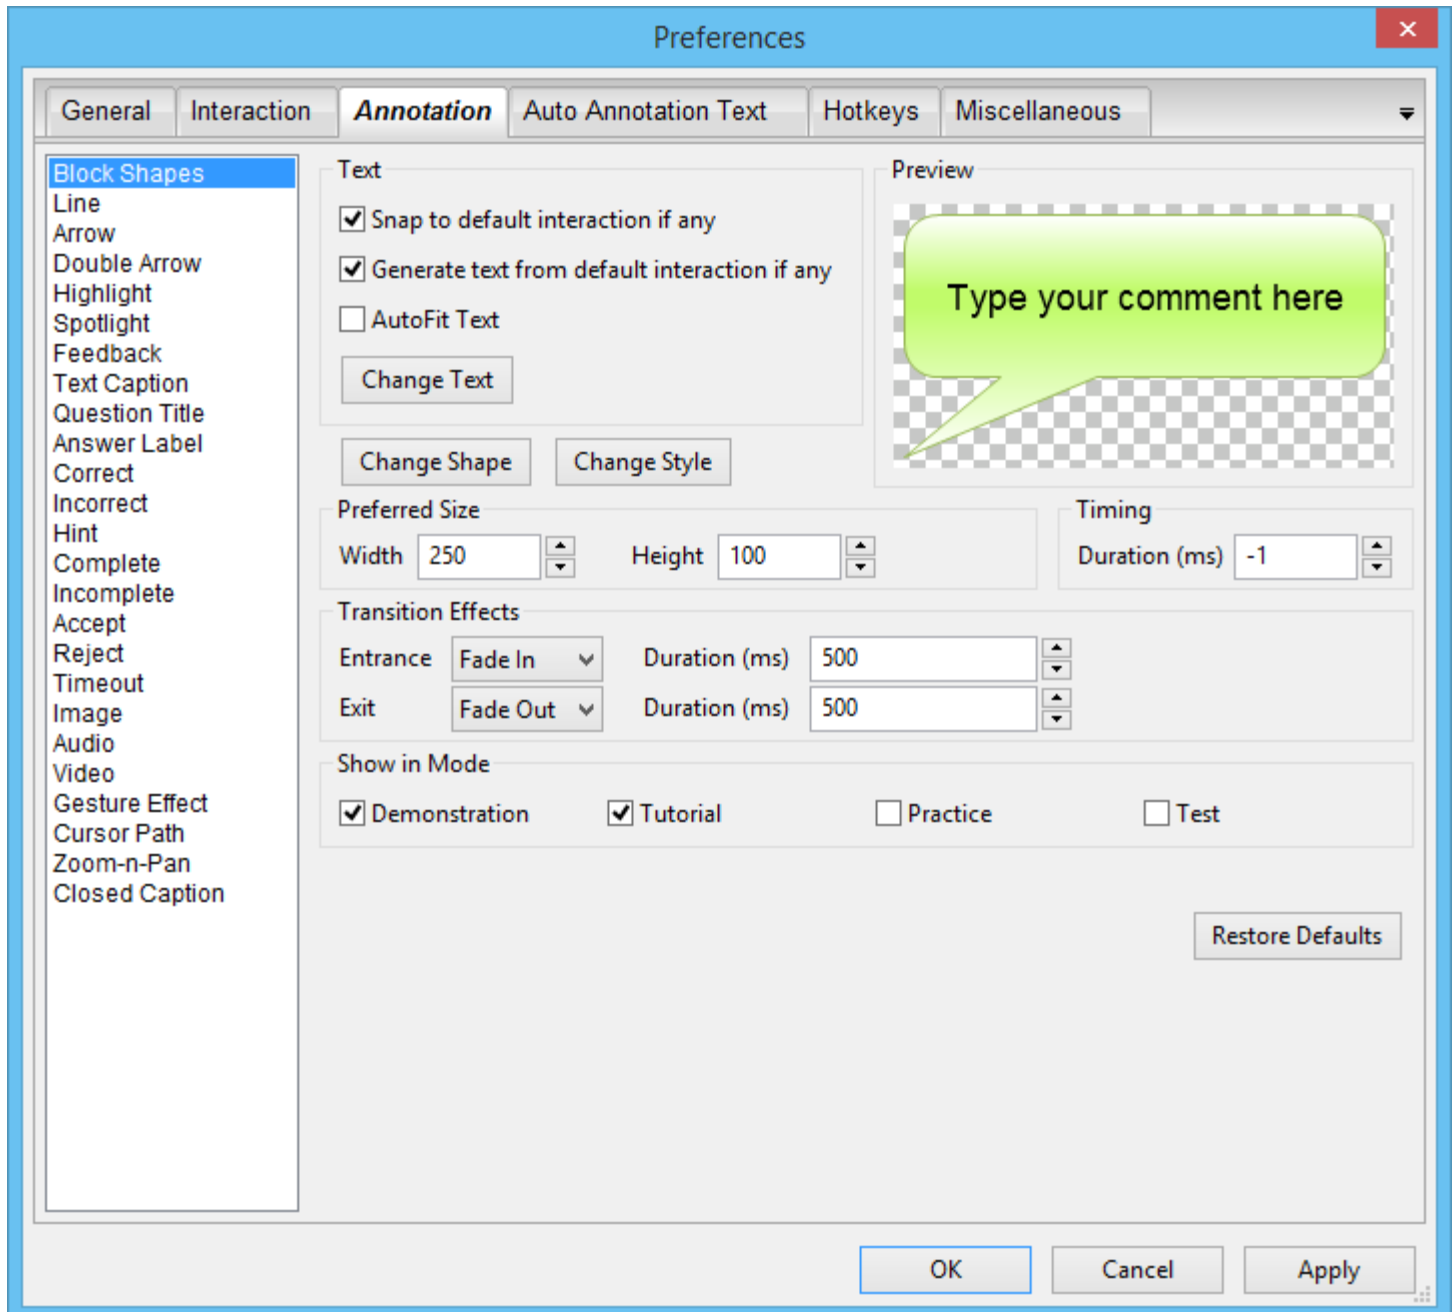 Preferences
General Interaction Annotation Auto Annotation Text Hotkeys Miscellaneous
Block Shapes
Line
Arrow
Double Arrow
Highlight
Spotlight
Feedback
Text Caption
Question Title
Answer Label
Correct
Incorrect
Hint
Complete
Incomplete
Accept
Reject
Timeout
Image
Audio
Video
Gesture Effect
Cursor Path
Zoom-n-Pan
Closed Caption
Text
Snap to default interaction if any
Generate text from default interaction if any
AutoFit Text
Change Text
Change Shape Change Style
Preview
Type your comment here
Preferred Size
Width 250 Height 100
Timing
Duration (ms) -1
Transition Effects
Entrance Fade In Duration (ms) 500
Exit Fade Out Duration (ms) 500
Show in Mode
Demonstration Tutorial Practice Test
Restore Defaults
OK Cancel Apply